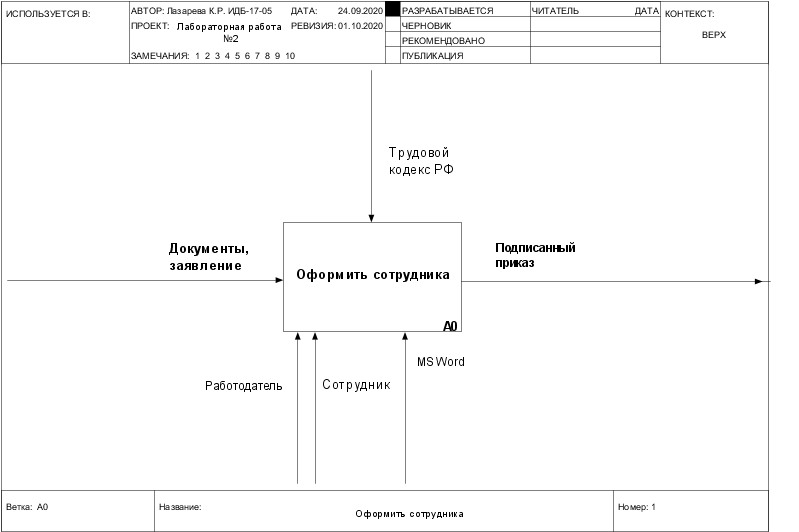 ИСПОЛЬЗУЕТСЯ В:
АВТОР: Лазарева К.Р. ИДБ-17-05 ДАТА: 24.09.2020
ПРОЕКТ: Лабораторная работа №2
РЕВИЗИЯ: 01.10.2020
ЗАМЕЧАНИЯ: 1 2 3 4 5 6 7 8 9 10
РАЗРАБАТЫВАЕТСЯ
ЧЕРНОВИК
РЕКОМЕНДОВАНО
ПУБЛИКАЦИЯ
ЧИТАТЕЛЬ ДАТА
КОНТЕКСТ:
ВЕРХ
Трудовой
кодекс РФ
Документы,
заявление
Оформить сотрудника
A0
Подписанный
приказ
MS Word
Работодатель
Сотрудник
Ветка: A0
Название:
Оформить сотрудника
Номер: 1